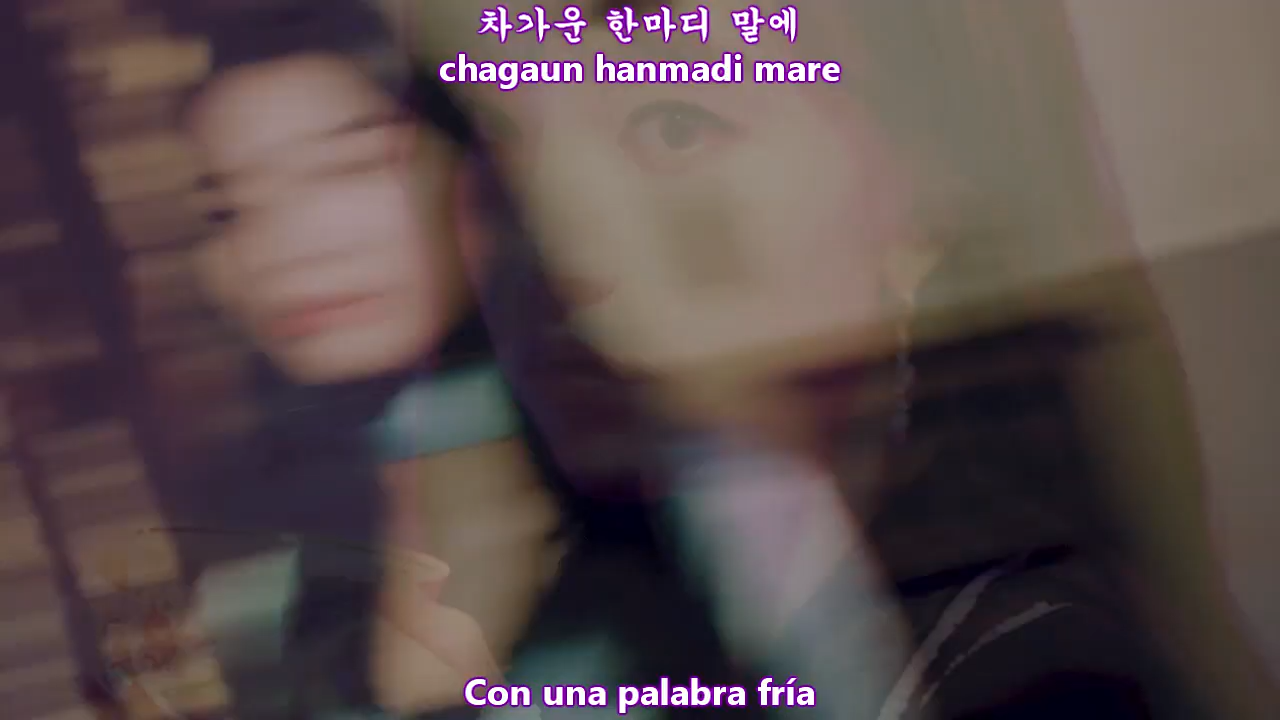 차가운 한마디 말에
chagaun hanmadi mare
Con una palabra fría